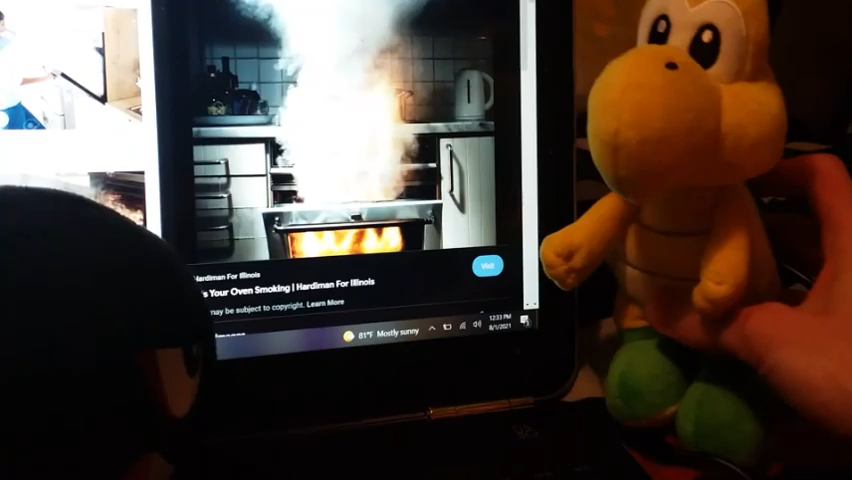 Hardiman For Illinois
Visit
's Your Oven Smoking | Hardiman For Illinois
may be subject to copyright. Learn More
81°F Mostly sunny
12:33 PM
8/1/2021